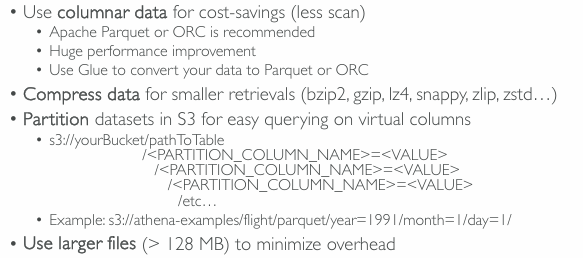 • Use columnar data for cost-savings (less scan)
• Apache Parquet or ORC is recommended
• Huge performance improvement
• Use Glue to convert your data to Parquet or ORC
• Compress data for smaller retrievals (bzip2, gzip, lz4, snappy, zlip, zstd…)
• Partition datasets in S3 for easy querying on virtual columns
• s3://yourBucket/pathToTable
/<PARTITION_COLUMN_NAME>=<VALUE>
/<PARTITION_COLUMN_NAME>=<VALUE>
/<PARTITION_COLUMN_NAME>=<VALUE>
/etc…
• Example: s3://athena-examples/flight/parquet/year=1991/month=1/day=1/
• Use larger files (> 128 MB) to minimize overhead